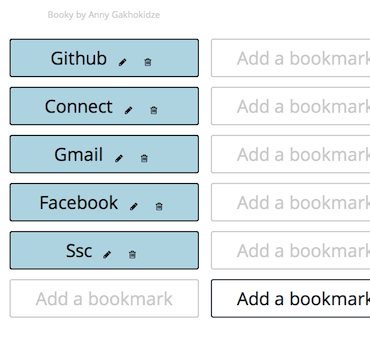 Booky by Anny Gakhokidze
Github Add a bookmark
Connect Add a bookmark
Gmail Add a bookmark
Facebook Add a bookmark
Ssc Add a bookmark
Add a bookmark Add a bookmark